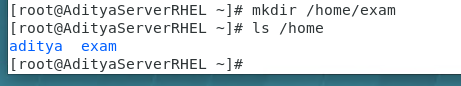 [root@AdityaServerRHEL ~]# mkdir /home/exam
[root@AdityaServerRHEL ~]# ls /home
aditya  exam
[root@AdityaServerRHEL ~]#